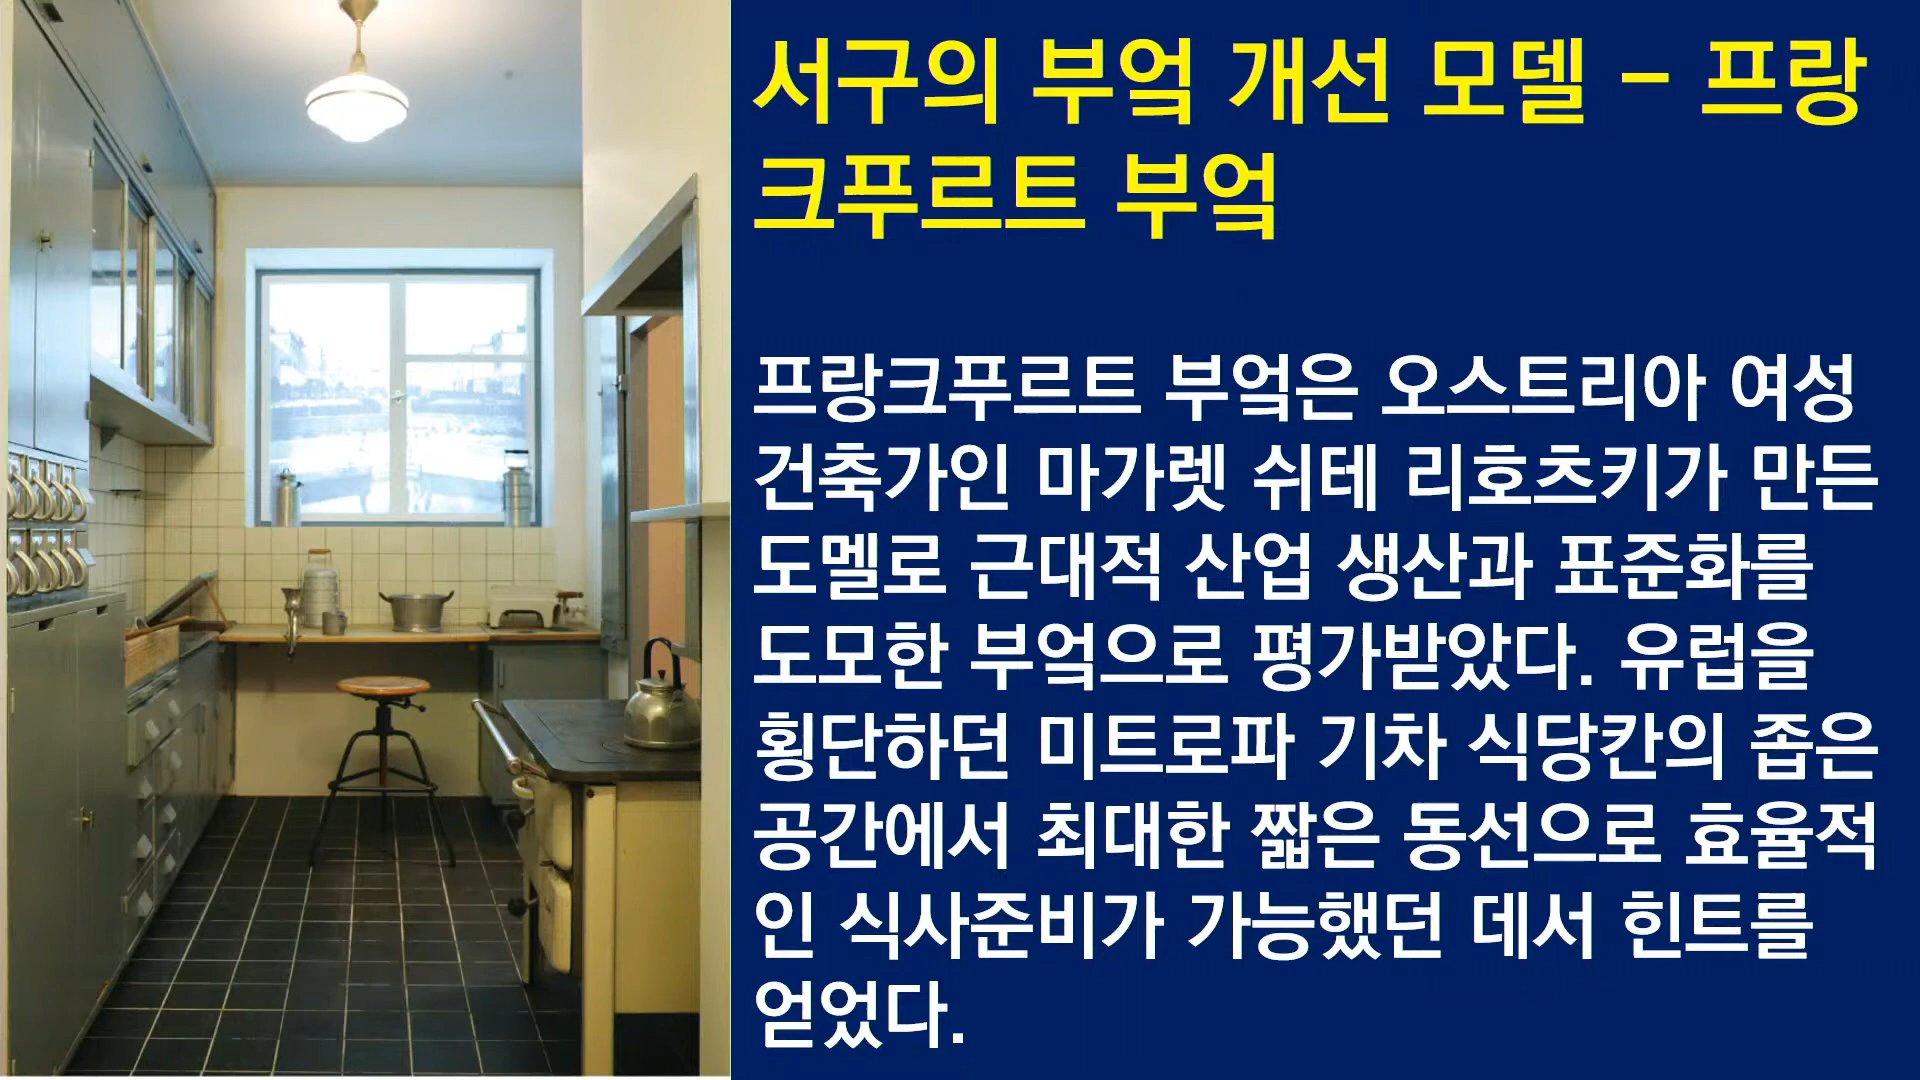 서구의 부엌 개선 모델 - 프랑
크푸르트 부엌
프랑크푸르트 부엌은 오스트리아 여성
건축가인 마가렛 쉬테 리호츠키가 만든
도멜로 근대적 산업 생산과 표준화를
도모한 부엌으로 평가받았다. 유럽을
횡단하던 미트로파 기차 식당칸의 좁은
공간에서 최대한 짧은 동선으로 효율적
인 식사준비가 가능했던 데서 힌트를
얻었다.